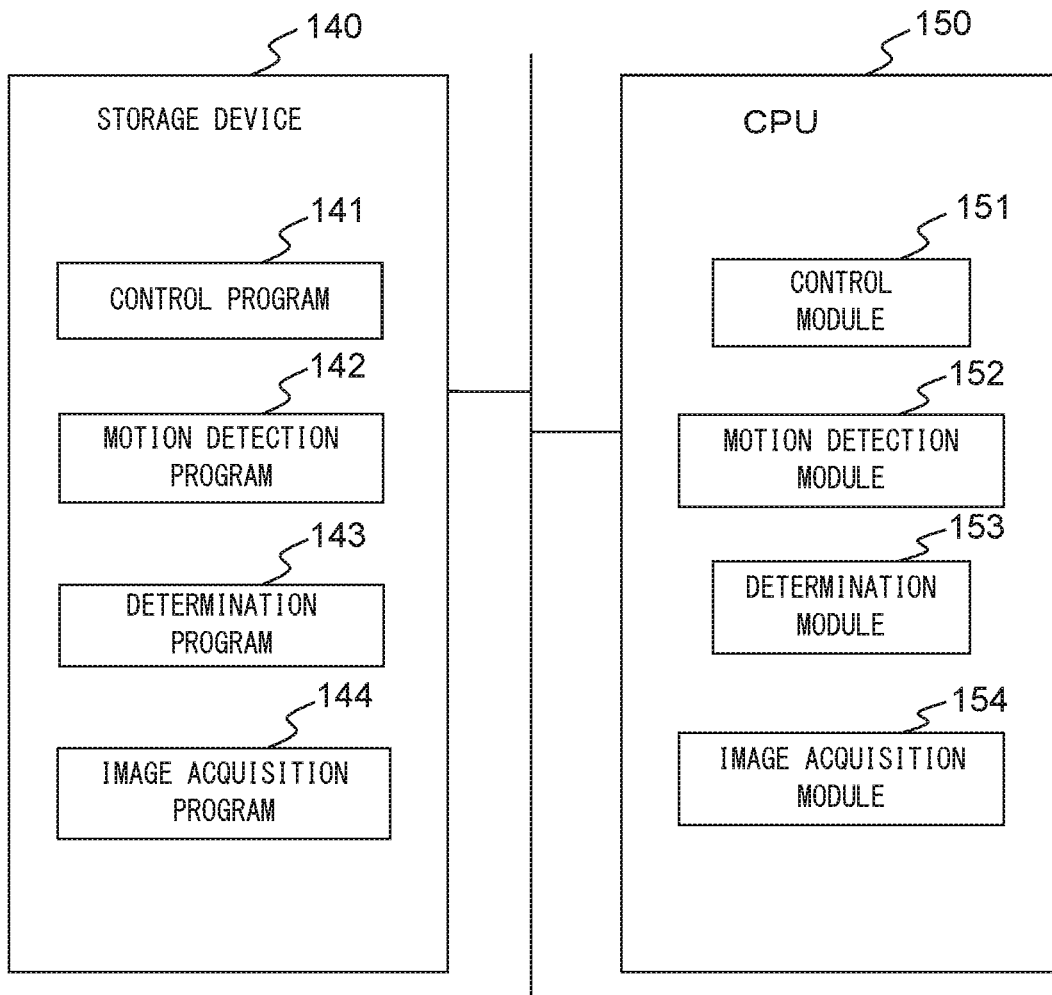 140
STORAGE DEVICE
141
CONTROL PROGRAM
142
MOTION DETECTION
PROGRAM
143
DETERMINATION
PROGRAM
144
IMAGE ACQUISITION
PROGRAM
150
CPU
151
CONTROL
MODULE
152
MOTION DETECTION
MODULE
153
DETERMINATION
MODULE
154
IMAGE ACQUISITION
MODULE